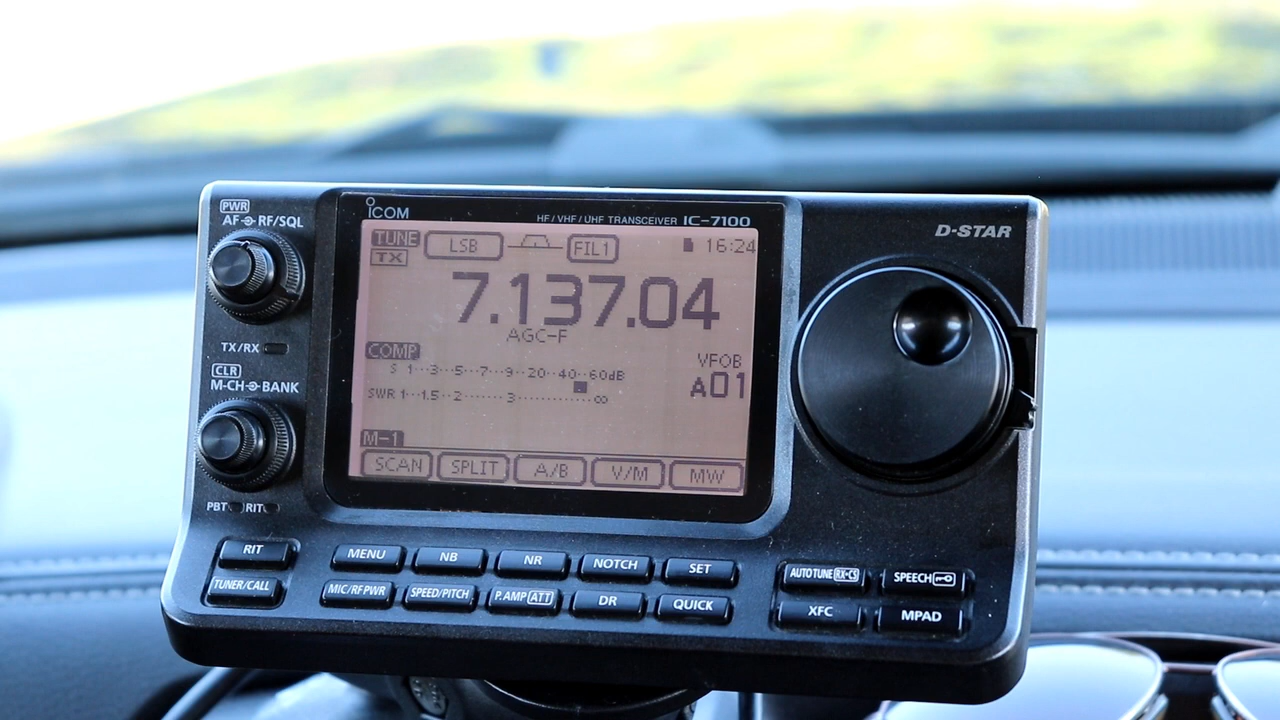 PWR
AF RF/SQL
ICOM
HF/VHF/UHF TRANSCEIVER IC-7100
D-STAR
TUNE LSB FIL1 16:24
TX
7.137.04
AGC-F
TX/RX
COMP
VFOB
S 1··3··5··7··9··20··40··60dB
A01
CLR
M-CH BANK
SWR 1··1.5··2·····3·········∞
M-1
SCAN SPLIT A/B V/M MW
PBT RIT
RIT MENU NB NR NOTCH SET AUTOTUNE RX-CS SPEECH
TUNER/CALL MIC/RF PWR SPEED/PITCH P.AMP ATT DR QUICK XFC MPAD